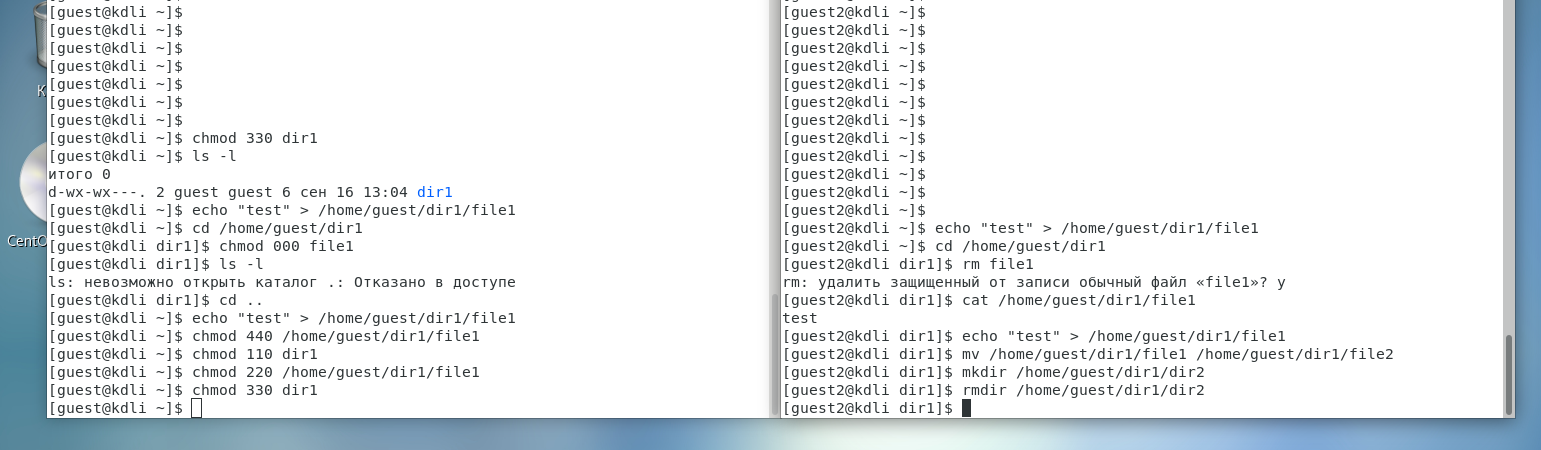 K
CentO
[guest@kdli ~]$
[guest@kdli ~]$
[guest@kdli ~]$
[guest@kdli ~]$
[guest@kdli ~]$
[guest@kdli ~]$
[guest@kdli ~]$
[guest@kdli ~]$ chmod 330 dir1
[guest@kdli ~]$ ls -l
итого 0
d-wx-wx---. 2 guest guest 6 сен 16 13:04 dir1
[guest@kdli ~]$ echo "test" > /home/guest/dir1/file1
[guest@kdli ~]$ cd /home/guest/dir1
[guest@kdli dir1]$ chmod 000 file1
[guest@kdli dir1]$ ls -l
ls: невозможно открыть каталог .: Отказано в доступе
[guest@kdli dir1]$ cd ..
[guest@kdli ~]$ echo "test" > /home/guest/dir1/file1
[guest@kdli ~]$ chmod 440 /home/guest/dir1/file1
[guest@kdli ~]$ chmod 110 dir1
[guest@kdli ~]$ chmod 220 /home/guest/dir1/file1
[guest@kdli ~]$ chmod 330 dir1
[guest@kdli ~]$
[guest2@kdli ~]$
[guest2@kdli ~]$
[guest2@kdli ~]$
[guest2@kdli ~]$
[guest2@kdli ~]$
[guest2@kdli ~]$
[guest2@kdli ~]$
[guest2@kdli ~]$
[guest2@kdli ~]$
[guest2@kdli ~]$
[guest2@kdli ~]$
[guest2@kdli ~]$
[guest2@kdli ~]$ echo "test" > /home/guest/dir1/file1
[guest2@kdli ~]$ cd /home/guest/dir1
[guest2@kdli dir1]$ rm file1
rm: удалить защищенный от записи обычный файл «file1»? y
[guest2@kdli dir1]$ cat /home/guest/dir1/file1
test
[guest2@kdli dir1]$ echo "test" > /home/guest/dir1/file1
[guest2@kdli dir1]$ mv /home/guest/dir1/file1 /home/guest/dir1/file2
[guest2@kdli dir1]$ mkdir /home/guest/dir1/dir2
[guest2@kdli dir1]$ rmdir /home/guest/dir1/dir2
[guest2@kdli dir1]$